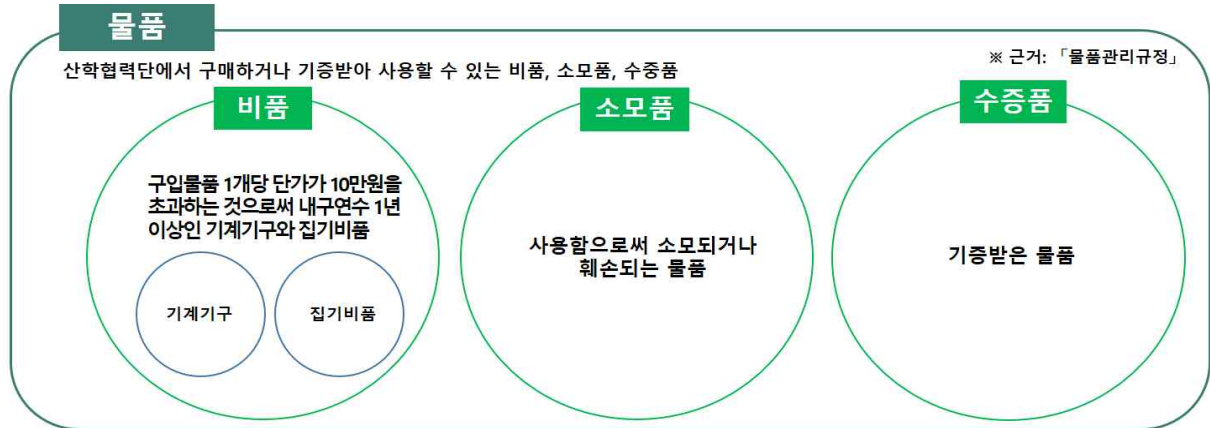 물품
※ 근거: 「물품관리규정」
산학협력단에서 구매하거나 기증받아 사용할 수 있는 비품, 소모품, 수중품
비품
구입물품 1개당 단가가 10만원을
초과하는 것으로써 내구연수 1년
이상인 기계기구와 집기비품
기계기구
집기비품
소모품
사용함으로써 소모되거나
훼손되는 물품
수증품
기증받은 물품